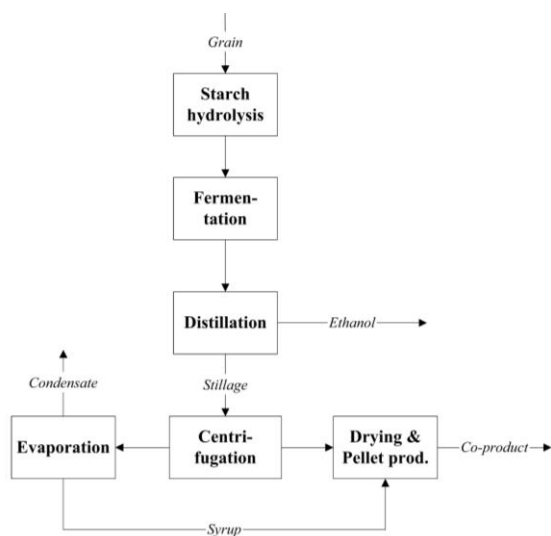 Grain
Starch
hydrolysis
Fermen-
tation
Distillation
Ethanol
Condensate
Stillage
Evaporation
Centri-
fugation
Drying &
Pellet prod.
Co-product
Syrup